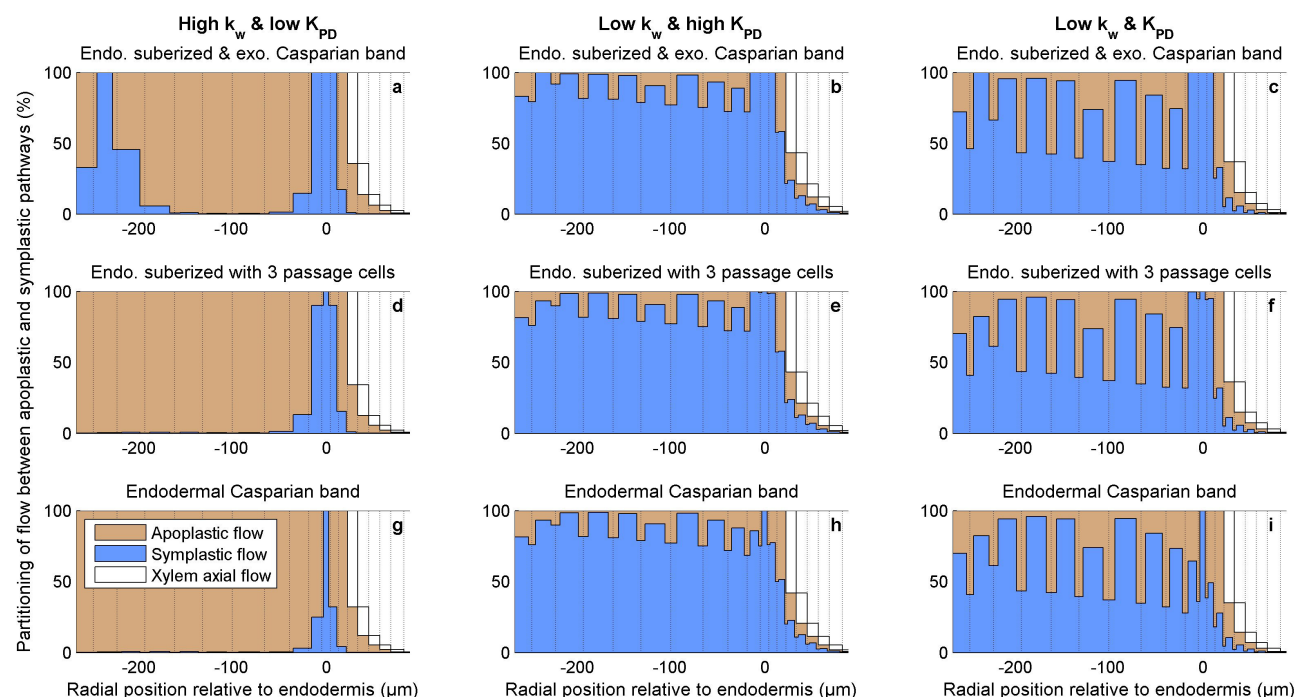 High k_w & low K_PD
Endo. suberized & exo. Casparian band
Low k_w & high K_PD
Endo. suberized & exo. Casparian band
Low k_w & K_PD
Endo. suberized & exo. Casparian band
Partitioning of flow between apoplastic and symplastic pathways (%)
100
50
0
-200
-100
0
a
100
50
0
-200
-100
0
b
100
50
0
-200
-100
0
c
Endo. suberized with 3 passage cells
100
50
0
-200
-100
0
d
Endo. suberized with 3 passage cells
100
50
0
-200
-100
0
e
Endo. suberized with 3 passage cells
100
50
0
-200
-100
0
f
Endodermal Casparian band
100
50
0
-200
-100
0
g
Apoplastic flow
Symplastic flow
Xylem axial flow
Radial position relative to endodermis (µm)
Endodermal Casparian band
100
50
0
-200
-100
0
h
Radial position relative to endodermis (µm)
Endodermal Casparian band
100
50
0
-200
-100
0
i
Radial position relative to endodermis (µm)